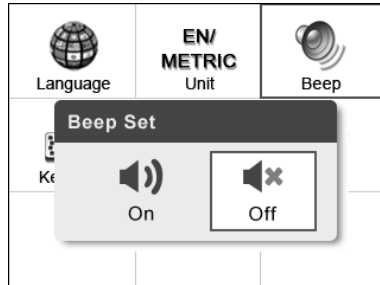 EN/
METRIC
Language
Unit
Beep
Beep Set
On
Off